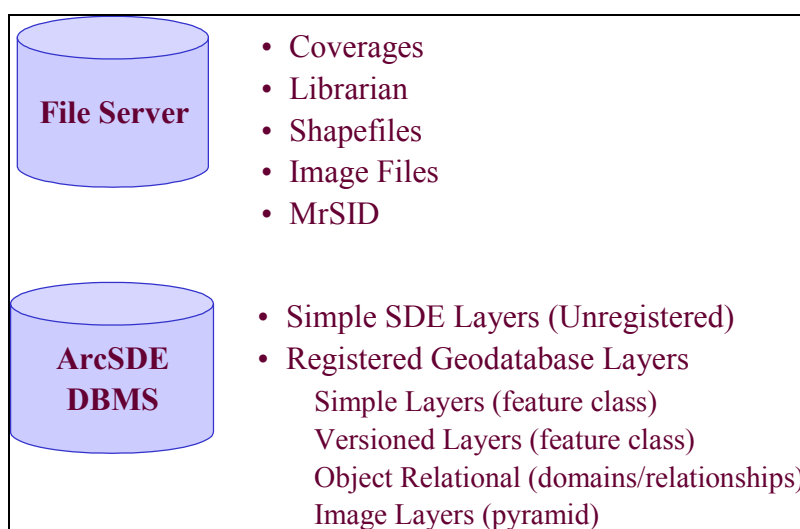 File Server
• Coverages
• Librarian
• Shapefiles
• Image Files
• MrSID
ArcSDE
DBMS
• Simple SDE Layers (Unregistered)
• Registered Geodatabase Layers
Simple Layers (feature class)
Versioned Layers (feature class)
Object Relational (domains/relationships)
Image Layers (pyramid)